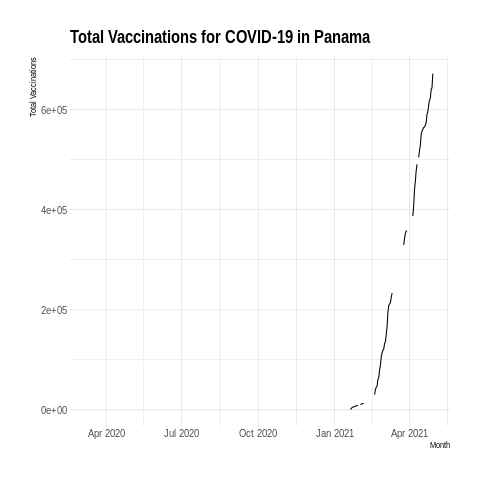 Total Vaccinations for COVID-19 in Panama
Total Vaccinations
6e+05
4e+05
2e+05
0e+00
Apr 2020 Jul 2020 Oct 2020 Jan 2021 Apr 2021
Month